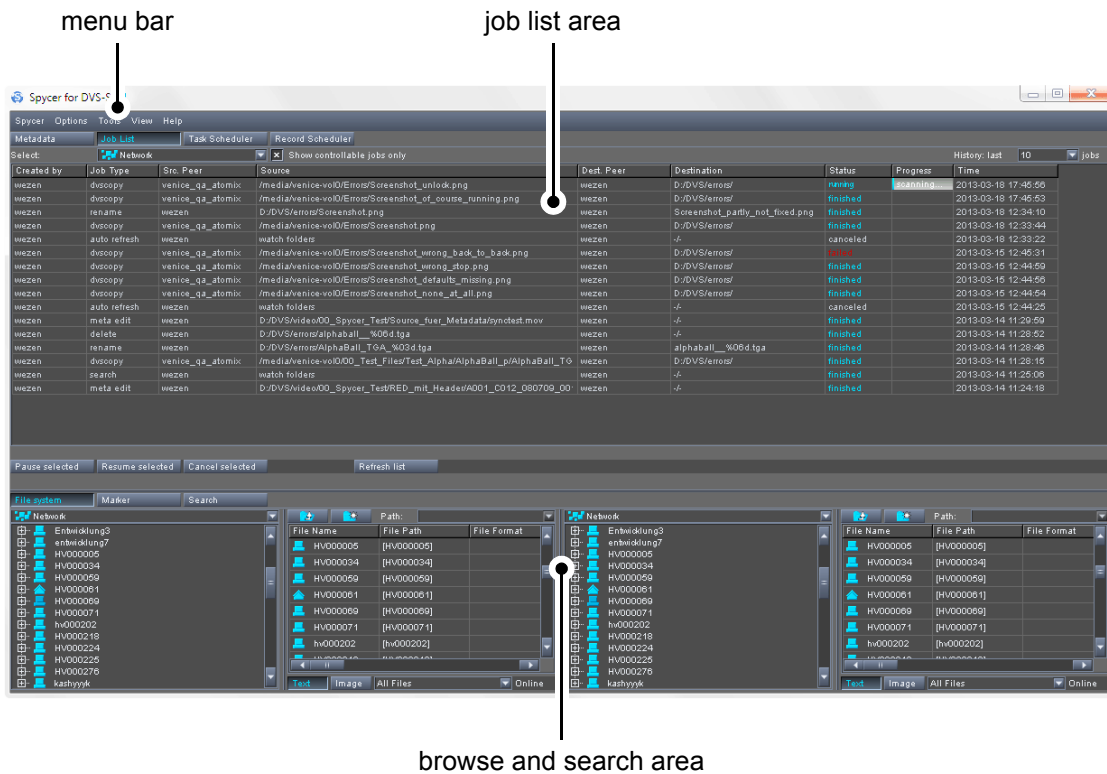 menu bar
job list area
Spycer for DVS-S
Spycer Options Tools View Help
Metadata Job List Task Scheduler Record Scheduler
Select: Network Show controllable jobs only History: last 10 jobs
Created by Job Type Src. Peer Source Dest. Peer Destination Status Progress Time
wezen dvscopy venice_qa_atomix /media/venice-vol0/Errors/Screenshot_unlock.png wezen D:/DVS/errors/ running scanning... 2013-03-18 17:45:56
wezen dvscopy venice_qa_atomix /media/venice-vol0/Errors/Screenshot_of_course_running.png wezen D:/DVS/errors/ finished 2013-03-18 17:45:53
wezen rename wezen D:/DVS/errors/Screenshot.png wezen Screenshot_partly_not_fixed.png finished 2013-03-18 12:34:10
wezen dvscopy venice_qa_atomix /media/venice-vol0/Errors/Screenshot.png wezen D:/DVS/errors/ finished 2013-03-18 12:33:44
wezen auto refresh wezen watch folders wezen -/- canceled 2013-03-18 12:33:22
wezen dvscopy venice_qa_atomix /media/venice-vol0/Errors/Screenshot_wrong_back_to_back.png wezen D:/DVS/errors/ 2013-03-15 12:45:31
wezen dvscopy venice_qa_atomix /media/venice-vol0/Errors/Screenshot_wrong_stop.png wezen D:/DVS/errors/ finished 2013-03-15 12:44:59
wezen dvscopy venice_qa_atomix /media/venice-vol0/Errors/Screenshot_defaults_missing.png wezen D:/DVS/errors/ finished 2013-03-15 12:44:56
wezen dvscopy venice_qa_atomix /media/venice-vol0/Errors/Screenshot_none_at_all.png wezen D:/DVS/errors/ finished 2013-03-15 12:44:54
wezen auto refresh wezen watch folders wezen -/- canceled 2013-03-15 12:44:25
wezen meta edit wezen D:/DVS/video/00_Spycer_Test/Source_fuer_Metadata/synctest.mov wezen -/- finished 2013-03-14 11:29:59
wezen delete wezen D:/DVS/errors/alphaball__%06d.tga wezen -/- finished 2013-03-14 11:28:52
wezen rename wezen D:/DVS/errors/AlphaBall_TGA_%03d.tga wezen alphaball__%06d.tga finished 2013-03-14 11:28:46
wezen dvscopy venice_qa_atomix /media/venice-vol0/00_Test_Files/Test_Alpha/AlphaBall_p/AlphaBall_TG wezen D:/DVS/errors/ finished 2013-03-14 11:28:15
wezen search wezen watch folders wezen -/- finished 2013-03-14 11:25:06
wezen meta edit wezen D:/DVS/video/00_Spycer_Test/RED_mit_Header/A001_C012_080709_00 wezen -/- finished 2013-03-14 11:24:18
Pause selected Resume selected Cancel selected Refresh list
File system Marker Search
Network
Entwicklung3
entwicklung7
HV000005
HV000034
HV000059
HV000061
HV000069
HV000071
hv000202
HV000218
HV000224
HV000225
HV000276
kashyyyk
Path:
File Name File Path File Format
HV000005 [HV000005]
HV000034 [HV000034]
HV000059 [HV000059]
HV000061 [HV000061]
HV000069 [HV000069]
HV000071 [HV000071]
hv000202 [hv000202]
Text Image All Files Online
Network
Entwicklung3
entwicklung7
HV000005
HV000034
HV000059
HV000061
HV000069
HV000071
hv000202
HV000218
HV000224
HV000225
HV000276
kashyyyk
Path:
File Name File Path File Format
HV000005 [HV000005]
HV000034 [HV000034]
HV000059 [HV000059]
HV000061 [HV000061]
HV000069 [HV000069]
HV000071 [HV000071]
hv000202 [hv000202]
Text Image All Files Online
browse and search area